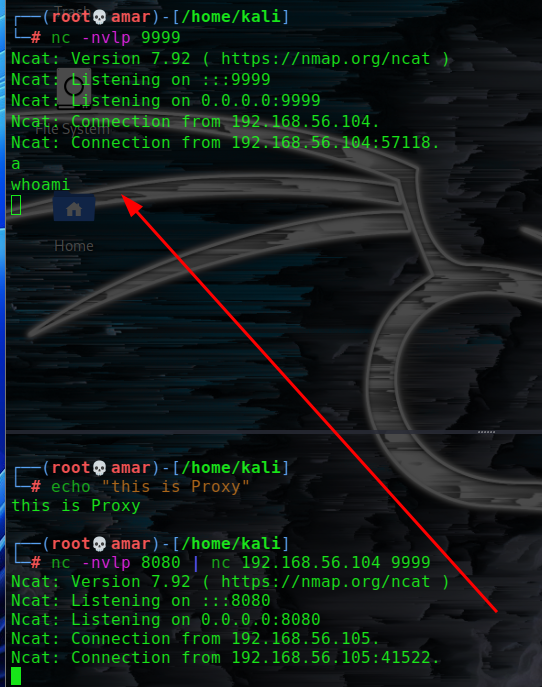 Trash
┌──(root💀amar)-[/home/kali]
└─# nc -nvlp 9999
Ncat: Version 7.92 ( https://nmap.org/ncat )
Ncat: Listening on :::9999
Ncat: Listening on 0.0.0.0:9999
File System
Ncat: Connection from 192.168.56.104.
Ncat: Connection from 192.168.56.104:57118.
a
whoami
Home
┌──(root💀amar)-[/home/kali]
└─# echo "this is Proxy"
this is Proxy
┌──(root💀amar)-[/home/kali]
└─# nc -nvlp 8080 | nc 192.168.56.104 9999
Ncat: Version 7.92 ( https://nmap.org/ncat )
Ncat: Listening on :::8080
Ncat: Listening on 0.0.0.0:8080
Ncat: Connection from 192.168.56.105.
Ncat: Connection from 192.168.56.105:41522.